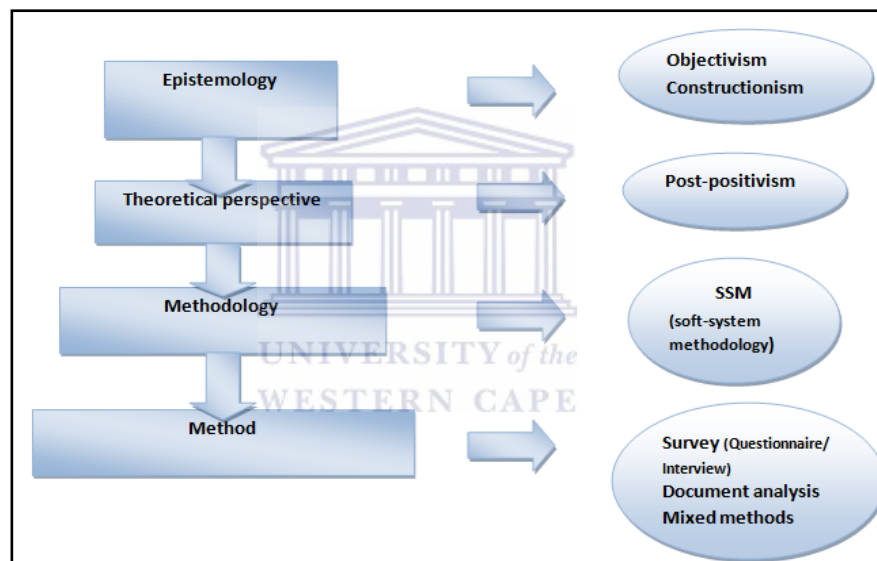 Epistemology
Objectivism
Constructionism
Theoretical perspective
Post-positivism
Methodology
SSM
(soft-system
methodology)
UNIVERSITY of the
WESTERN CAPE
Method
Survey (Questionnaire/
Interview)
Document analysis
Mixed methods